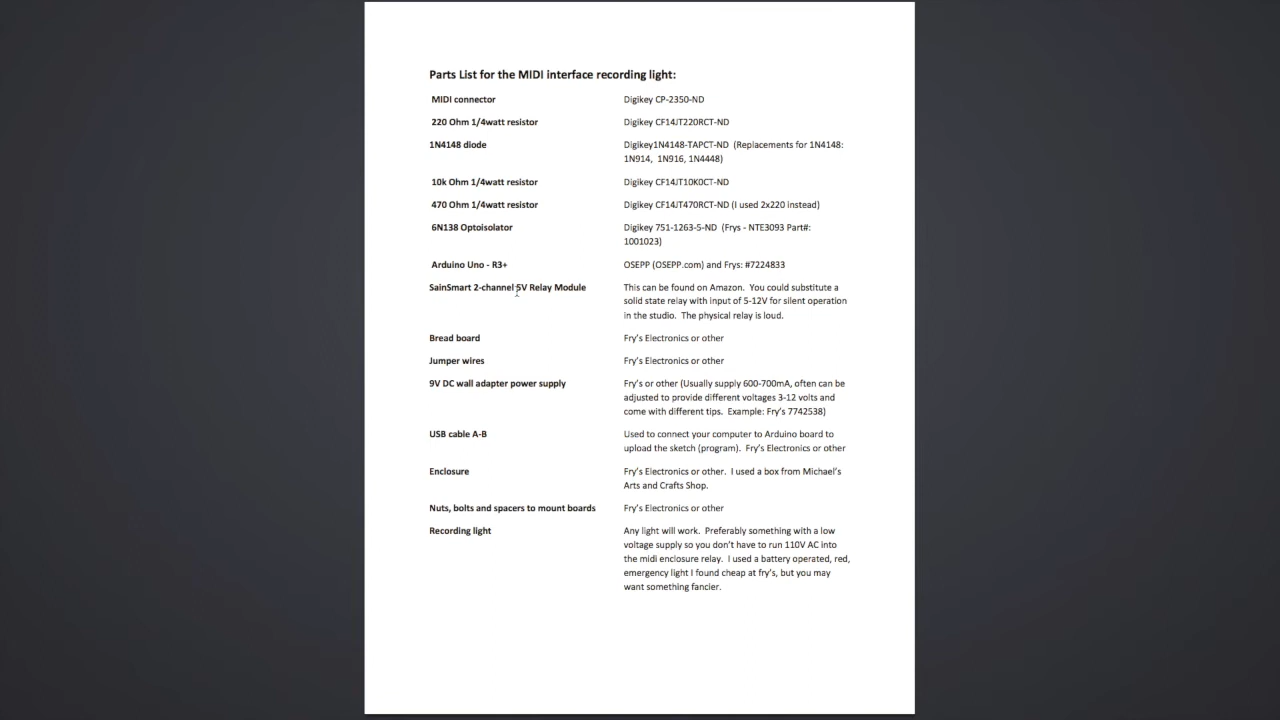 Parts List for the MIDI interface recording light:
MIDI connector Digikey CP-2350-ND
220 Ohm 1/4watt resistor Digikey CF14JT220RCT-ND
1N4148 diode Digikey1N4148-TAPCT-ND (Replacements for 1N4148:
1N914, 1N916, 1N4448)
10k Ohm 1/4watt resistor Digikey CF14JT10K0CT-ND
470 Ohm 1/4watt resistor Digikey CF14JT470RCT-ND (I used 2x220 instead)
6N138 Optoisolator Digikey 751-1263-5-ND (Frys - NTE3093 Part#:
1001023)
Arduino Uno - R3+ OSEPP (OSEPP.com) and Frys: #7224833
SainSmart 2-channel 5V Relay Module This can be found on Amazon. You could substitute a
solid state relay with input of 5-12V for silent operation
in the studio. The physical relay is loud.
Bread board Fry's Electronics or other
Jumper wires Fry's Electronics or other
9V DC wall adapter power supply Fry's or other (Usually supply 600-700mA, often can be
adjusted to provide different voltages 3-12 volts and
come with different tips. Example: Fry's 7742538)
USB cable A-B Used to connect your computer to Arduino board to
upload the sketch (program). Fry's Electronics or other
Enclosure Fry's Electronics or other. I used a box from Michael's
Arts and Crafts Shop.
Nuts, bolts and spacers to mount boards Fry's Electronics or other
Recording light Any light will work. Preferably something with a low
voltage supply so you don't have to run 110V AC into
the midi enclosure relay. I used a battery operated, red,
emergency light I found cheap at fry's, but you may
want something fancier.